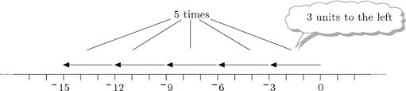 5 times
3 units to the left
−15 −12 −9 −6 −3 0